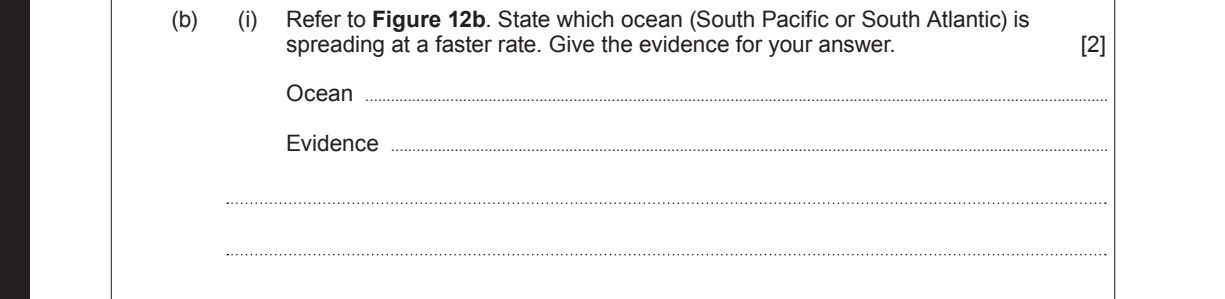 (b) (i) Refer to Figure 12b. State which ocean (South Pacific or South Atlantic) is
spreading at a faster rate. Give the evidence for your answer. [2]
Ocean
Evidence